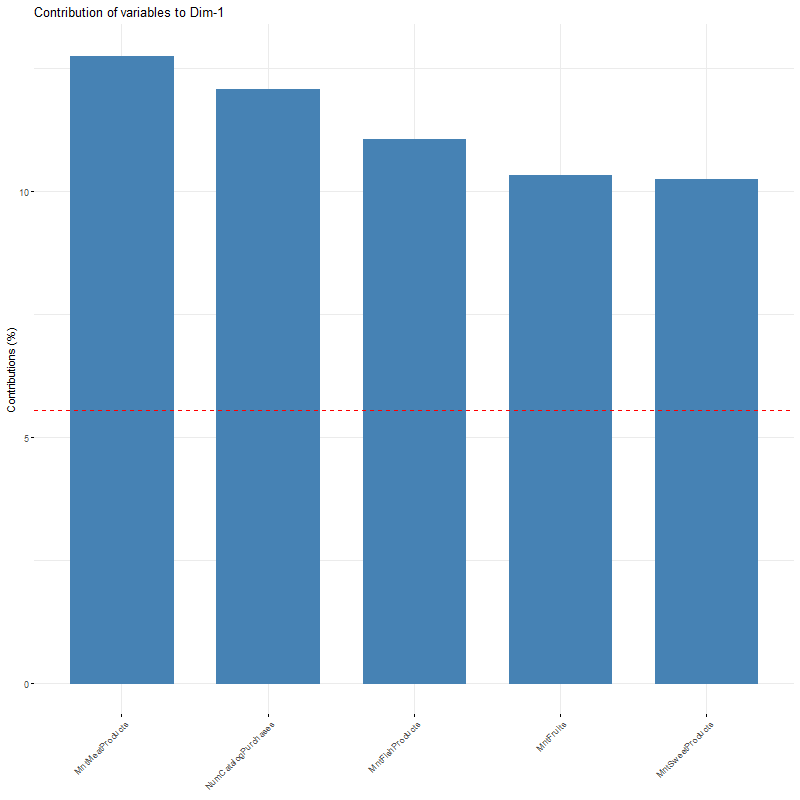 Contribution of variables to Dim-1
Contributions (%)
10
5
0
MntMeatProducts
NumCatalogPurchases
MntFishProducts
MntFruits
MntSweetProducts